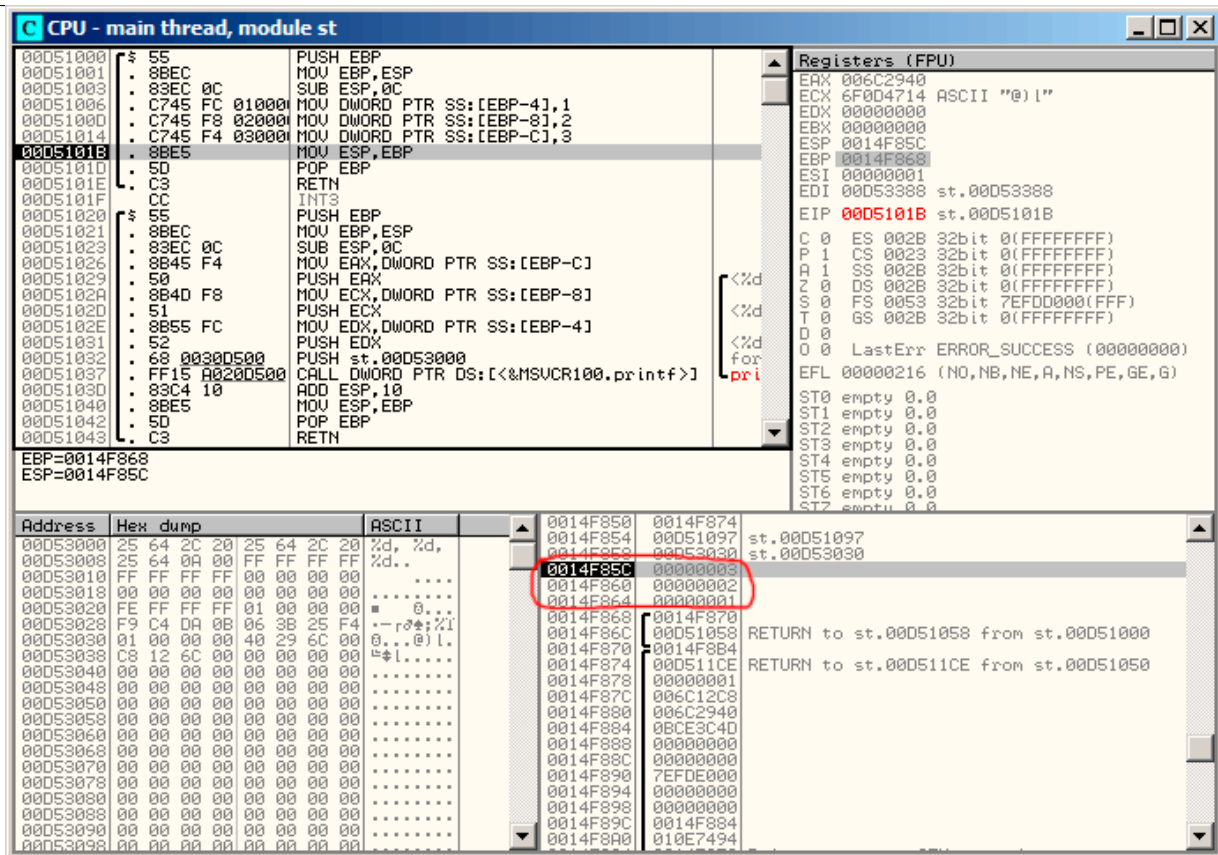 C CPU - main thread, module st
00D51000 $ 55 PUSH EBP
00D51001 . 8BEC MOV EBP,ESP
00D51003 . 83EC 0C SUB ESP,0C
00D51006 . C745 FC 01000 MOV DWORD PTR SS:[EBP-4],1
00D5100D . C745 F8 02000 MOV DWORD PTR SS:[EBP-8],2
00D51014 . C745 F4 03000 MOV DWORD PTR SS:[EBP-C],3
00D5101B . 8BE5 MOV ESP,EBP
00D5101D . 5D POP EBP
00D5101E . C3 RETN
00D5101F CC INT3
00D51020 $ 55 PUSH EBP
00D51021 . 8BEC MOV EBP,ESP
00D51023 . 83EC 0C SUB ESP,0C
00D51026 . 8B45 F4 MOV EAX,DWORD PTR SS:[EBP-C]
00D51029 . 50 PUSH EAX <%d
00D5102A . 8B4D F8 MOV ECX,DWORD PTR SS:[EBP-8]
00D5102D . 51 PUSH ECX <%d
00D5102E . 8B55 FC MOV EDX,DWORD PTR SS:[EBP-4]
00D51031 . 52 PUSH EDX <%d
00D51032 . 68 0030D500 PUSH st.00D53000 for
00D51037 . FF15 A020D500 CALL DWORD PTR DS:[<&MSVCR100.printf>] pri
00D5103D . 83C4 10 ADD ESP,10
00D51040 . 8BE5 MOV ESP,EBP
00D51042 . 5D POP EBP
00D51043 . C3 RETN
EBP=0014F868
ESP=0014F85C
Registers (FPU)
EAX 006C2940
ECX 6F0D4714 ASCII "@)l"
EDX 00000000
EBX 00000000
ESP 0014F85C
EBP 0014F868
ESI 00000001
EDI 00D53388 st.00D53388
EIP 00D5101B st.00D5101B
C 0 ES 002B 32bit 0(FFFFFFFF)
P 1 CS 0023 32bit 0(FFFFFFFF)
A 1 SS 002B 32bit 0(FFFFFFFF)
Z 0 DS 002B 32bit 0(FFFFFFFF)
S 0 FS 0053 32bit 7EFDD000(FFF)
T 0 GS 002B 32bit 0(FFFFFFFF)
D 0
O 0 LastErr ERROR_SUCCESS (00000000)
EFL 00000216 (NO,NB,NE,A,NS,PE,GE,G)
ST0 empty 0.0
ST1 empty 0.0
ST2 empty 0.0
ST3 empty 0.0
ST4 empty 0.0
ST5 empty 0.0
ST6 empty 0.0
ST7 empty 0.0
Address Hex dump ASCII
00D53000 25 64 2C 20 25 64 2C 20 %d, %d,
00D53008 25 64 0A 00 FF FF FF FF %d..
00D53010 FF FF FF FF 00 00 00 00 ....
00D53018 00 00 00 00 00 00 00 00 ........
00D53020 FE FF FF FF 01 00 00 00
00D53028 F9 C4 DA 0B 06 3B 25 F4
00D53030 01 00 00 00 40 29 6C 00 ☺...@)l.
00D53038 C8 12 6C 00 00 00 00 00
00D53040 00 00 00 00 00 00 00 00 ........
00D53048 00 00 00 00 00 00 00 00 ........
00D53050 00 00 00 00 00 00 00 00 ........
00D53058 00 00 00 00 00 00 00 00 ........
00D53060 00 00 00 00 00 00 00 00 ........
00D53068 00 00 00 00 00 00 00 00 ........
00D53070 00 00 00 00 00 00 00 00 ........
00D53078 00 00 00 00 00 00 00 00 ........
00D53080 00 00 00 00 00 00 00 00 ........
00D53088 00 00 00 00 00 00 00 00 ........
00D53090 00 00 00 00 00 00 00 00 ........
00D53098 00 00 00 00 00 00 00 00 ........
0014F850 0014F874
0014F854 00D51097 st.00D51097
0014F858 00D53030 st.00D53030
0014F85C 00000003
0014F860 00000002
0014F864 00000001
0014F868 0014F870
0014F86C 00D51058 RETURN to st.00D51058 from st.00D51000
0014F870 0014F8B4
0014F874 00D511CE RETURN to st.00D511CE from st.00D51050
0014F878 00000001
0014F87C 006C12C8
0014F880 006C2940
0014F884 0BCE3C4D
0014F888 00000000
0014F88C 00000000
0014F890 7EFDE000
0014F894 00000000
0014F898 00000000
0014F89C 0014F884
0014F8A0 010E7494